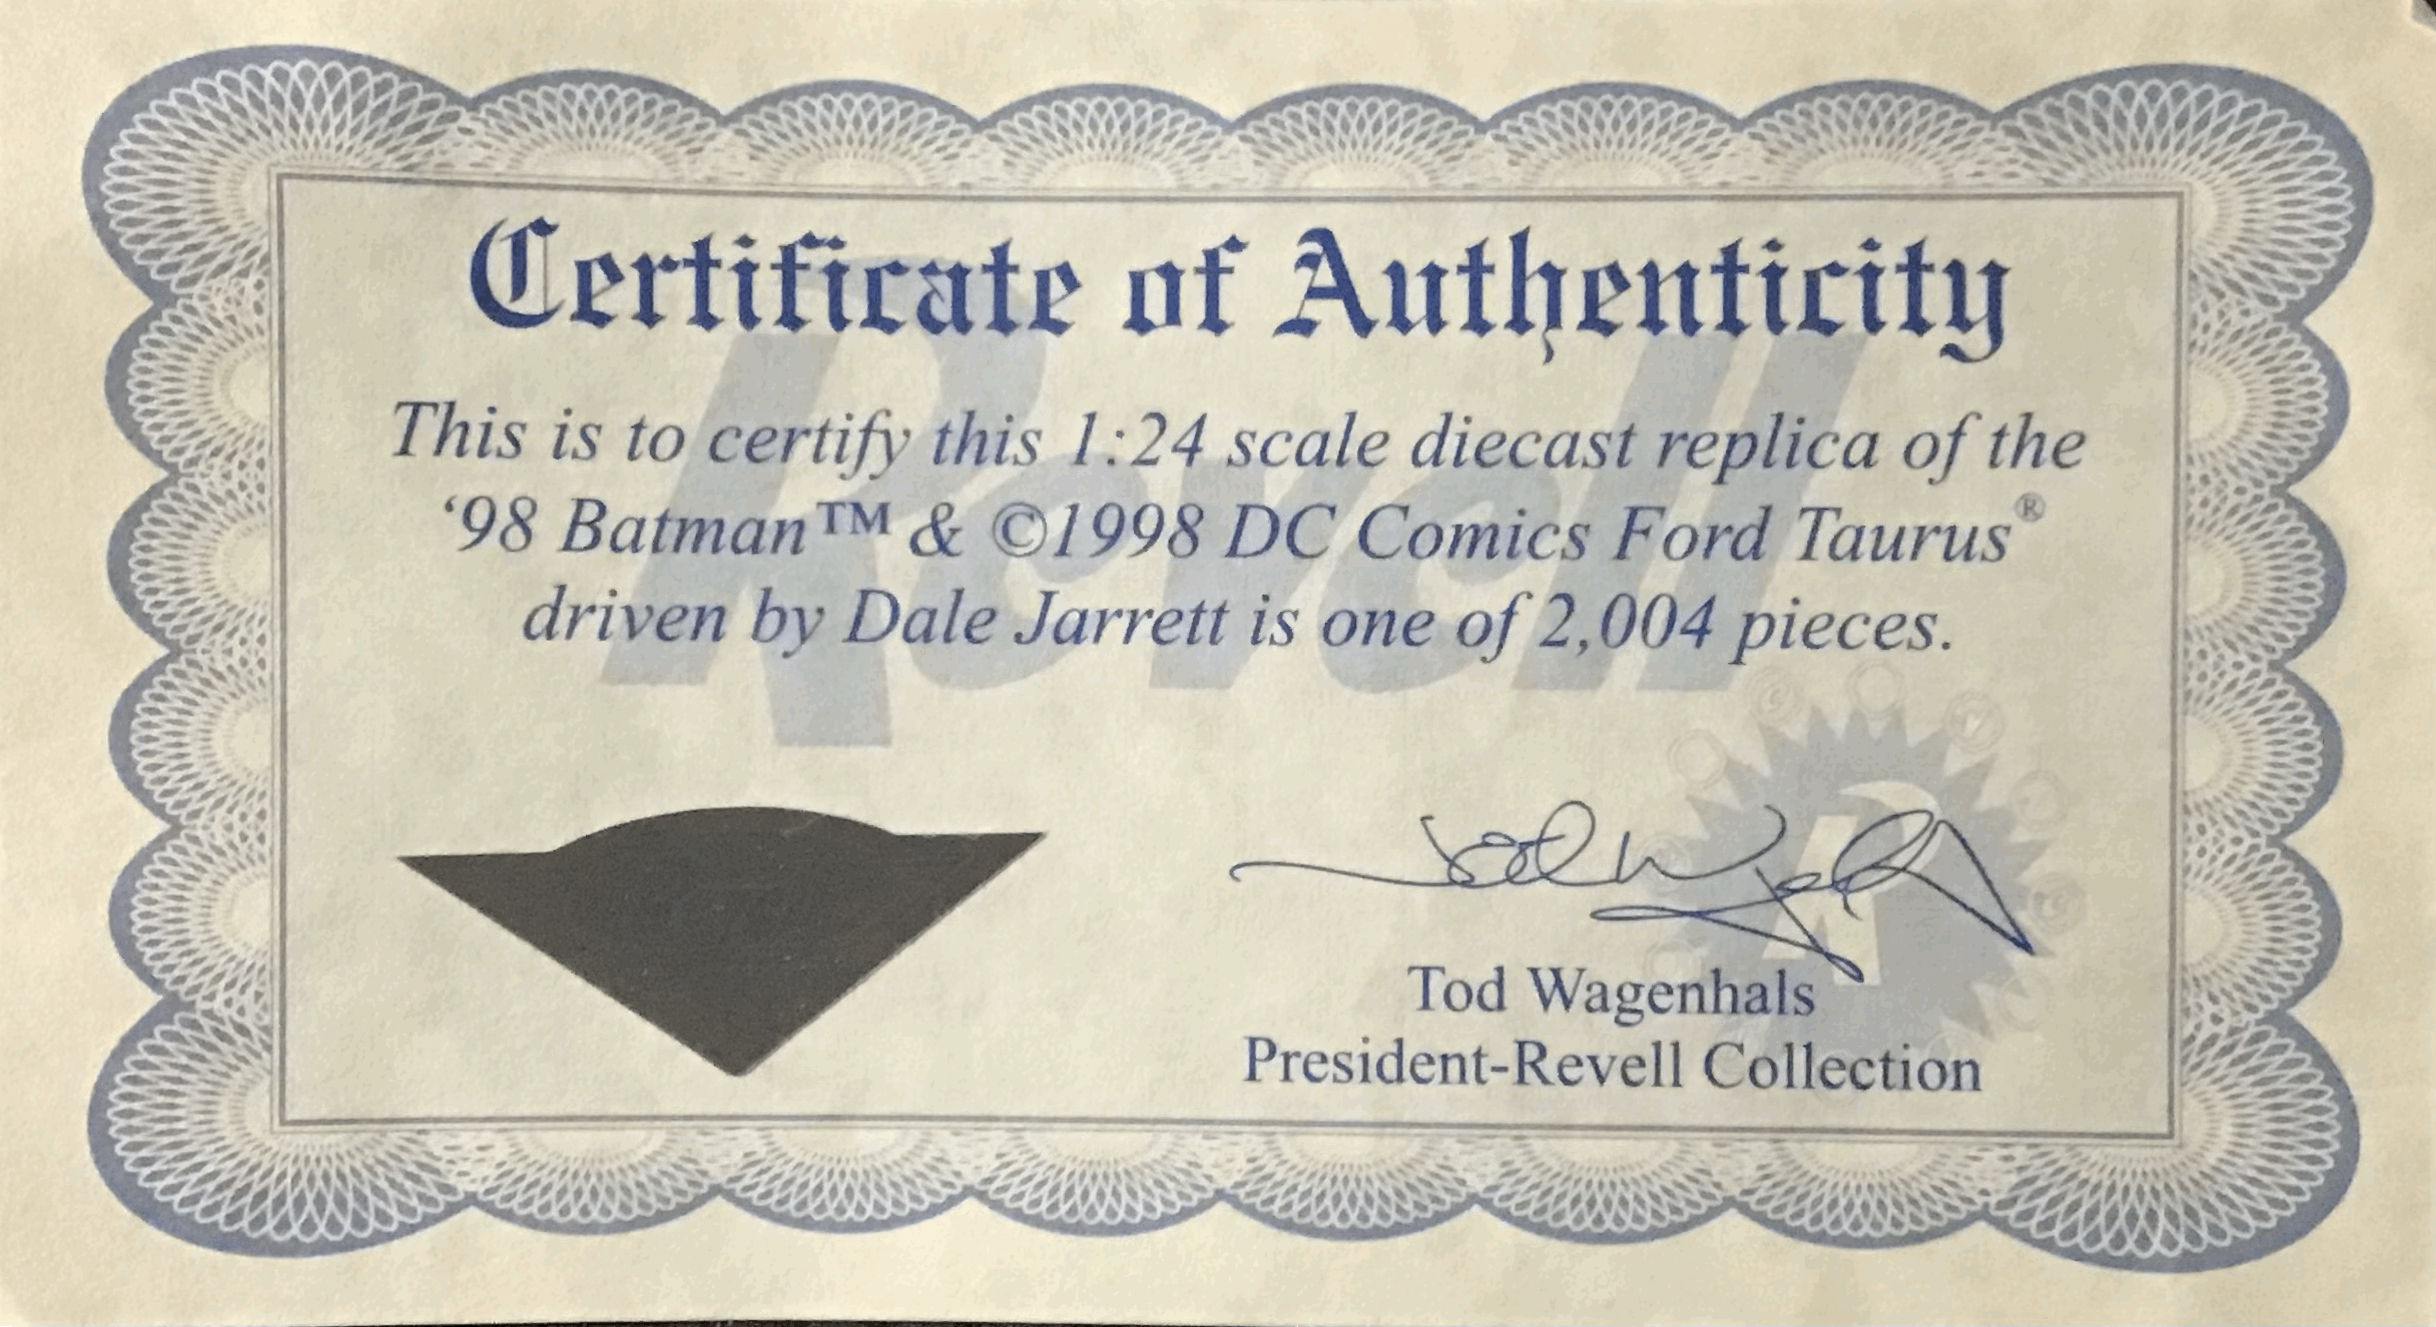 Certificate of Authenticity
This is to certify this 1:24 scale diecast replica of the
‘98 Batman™ & ©1998 DC Comics Ford Taurus®
driven by Dale Jarrett is one of 2,004 pieces.
Revell
Tod Wagenhals
President-Revell Collection